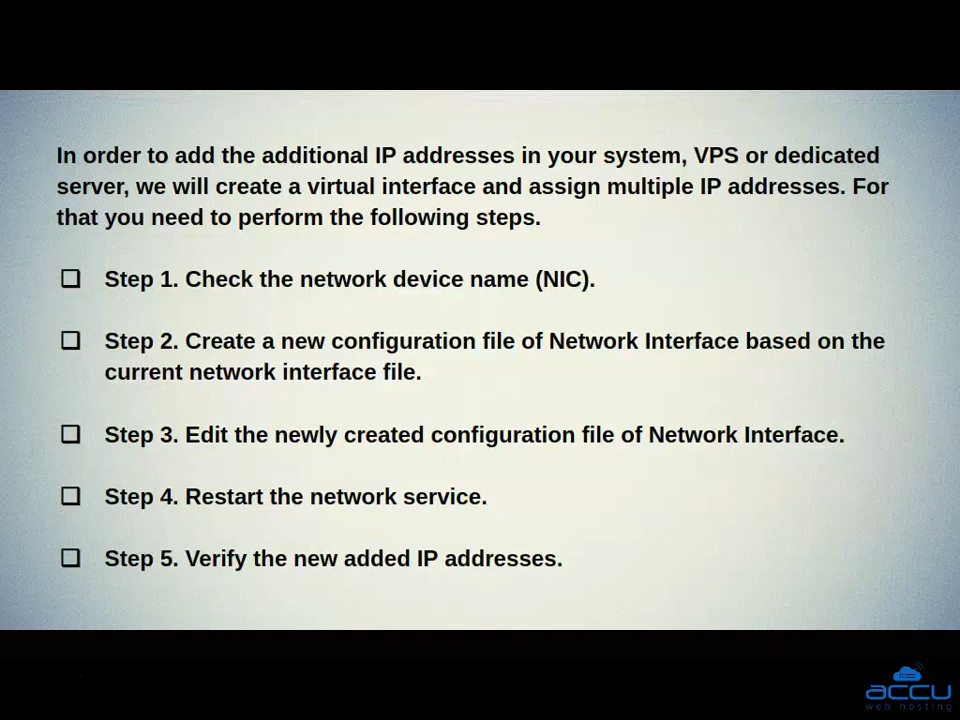 In order to add the additional IP addresses in your system, VPS or dedicated
server, we will create a virtual interface and assign multiple IP addresses. For
that you need to perform the following steps.
❑ Step 1. Check the network device name (NIC).
❑ Step 2. Create a new configuration file of Network Interface based on the
current network interface file.
❑ Step 3. Edit the newly created configuration file of Network Interface.
❑ Step 4. Restart the network service.
❑ Step 5. Verify the new added IP addresses.
accu
web hosting